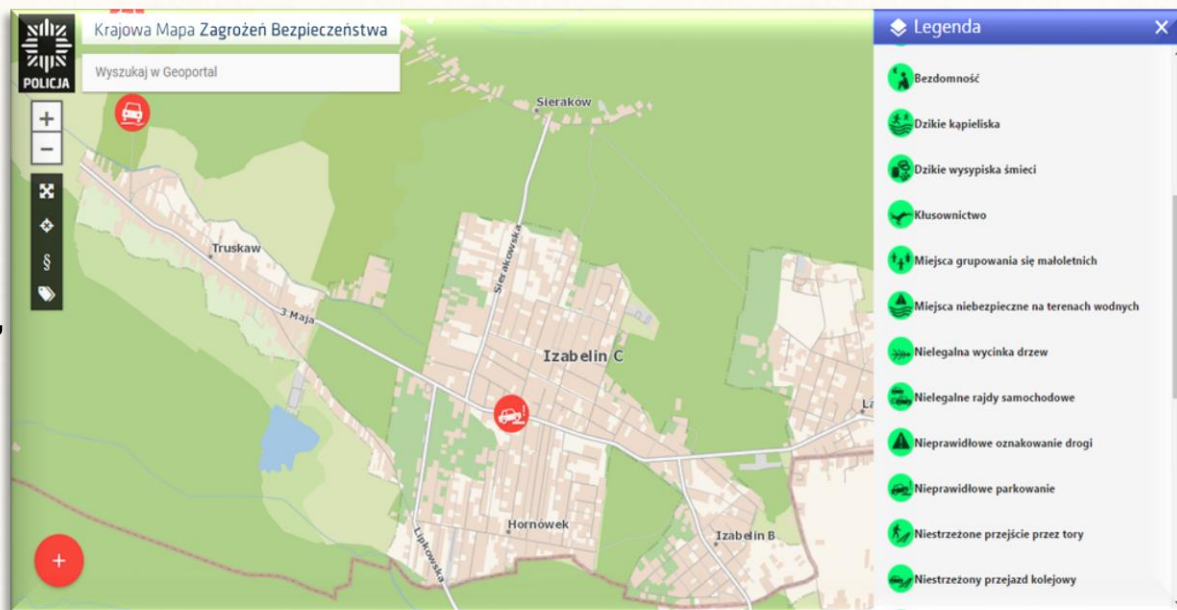 Krajowa Mapa Zagrożeń Bezpieczeństwa
POLICJA
Wyszukaj w Geoportal
+
−
§
Sieraków
Truskaw
Sierakowska
3 Maja
Izabelin C
Hornówek
Izabelin B
Lipkowska
La
+
Legenda
Bezdomność
Dzikie kąpieliska
Dzikie wysypiska śmieci
Kłusownictwo
Miejsca grupowania się małoletnich
Miejsca niebezpieczne na terenach wodnych
Nielegalna wycinka drzew
Nielegalne rajdy samochodowe
Nieprawidłowe oznakowanie drogi
Nieprawidłowe parkowanie
Niestrzeżone przejście przez tory
Niestrzeżony przejazd kolejowy